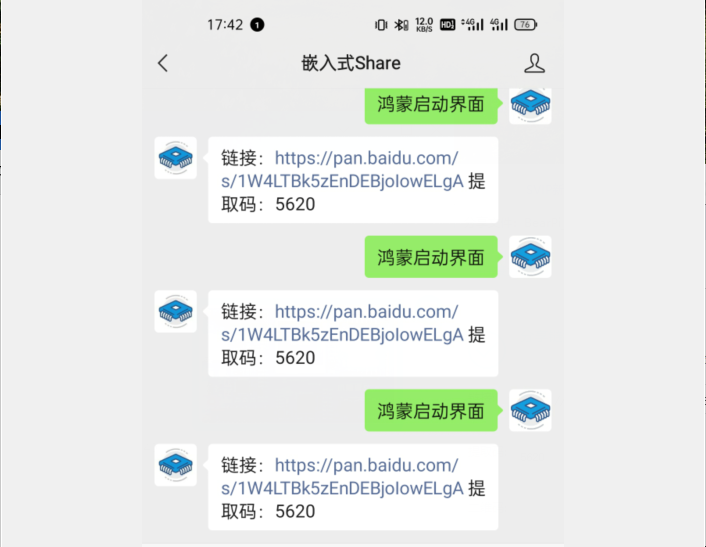 17:42 1 12.0 KB/S HD 4G 4G 76
嵌入式Share
鸿蒙启动界面
链接：https://pan.baidu.com/
s/1W4LTBk5zEnDEBjoIowELgA 提
取码：5620
鸿蒙启动界面
链接：https://pan.baidu.com/
s/1W4LTBk5zEnDEBjoIowELgA 提
取码：5620
鸿蒙启动界面
链接：https://pan.baidu.com/
s/1W4LTBk5zEnDEBjoIowELgA 提
取码：5620